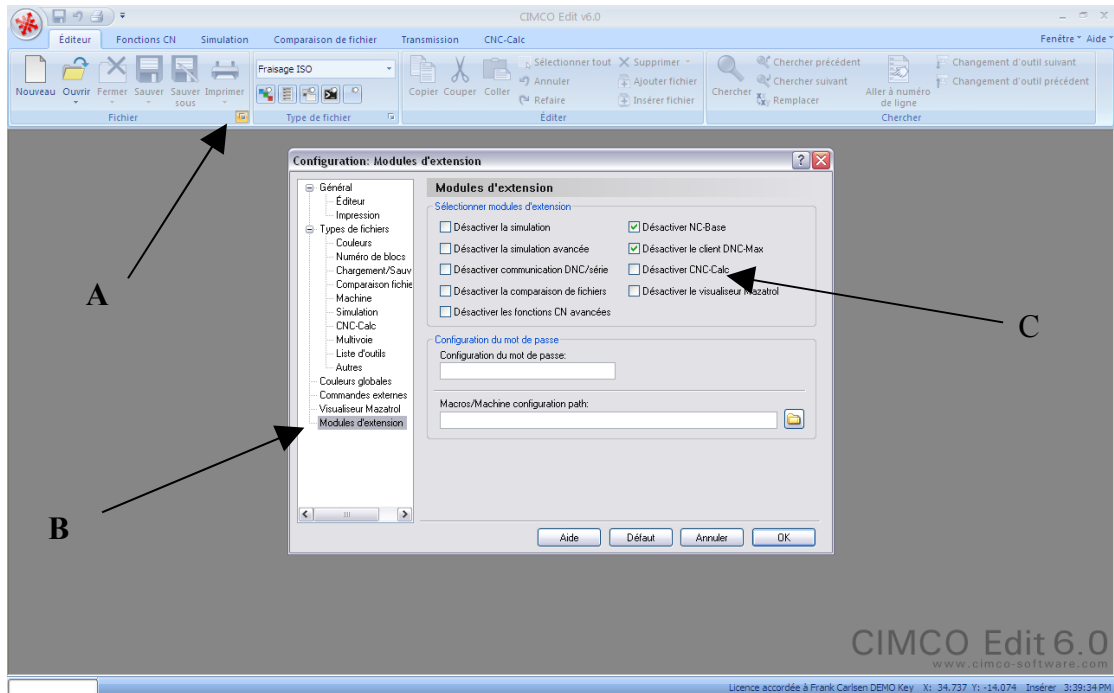 CIMCO Edit v6.0
Éditeur Fonctions CN Simulation Comparaison de fichier Transmission CNC-Calc Fenêtre Aide
Nouveau Ouvrir Fermer Sauver Sauver sous Imprimer
Fichier
Fraisage ISO
Type de fichier
Copier Couper Coller
Sélectionner tout Supprimer
Annuler Ajouter fichier
Refaire Insérer fichier
Éditer
Chercher
Chercher précédent
Chercher suivant
Remplacer
Aller à numéro de ligne
Changement d'outil suivant
Changement d'outil précédent
Chercher
A
B
C
Configuration: Modules d'extension
Général
Éditeur
Impression
Types de fichiers
Couleurs
Numéro de blocs
Chargement/Sauv
Comparaison fichie
Machine
Simulation
CNC-Calc
Multivoie
Liste d'outils
Autres
Couleurs globales
Commandes externes
Visualiseur Mazatrol
Modules d'extension
Modules d'extension
Sélectionner modules d'extension
Désactiver la simulation
Désactiver la simulation avancée
Désactiver communication DNC/série
Désactiver la comparaison de fichiers
Désactiver les fonctions CN avancées
Désactiver NC-Base
Désactiver le client DNC-Max
Désactiver CNC-Calc
Désactiver le visualiseur Mazatrol
Configuration du mot de passe
Configuration du mot de passe:
Macros/Machine configuration path:
Aide Défaut Annuler OK
CIMCO Edit 6.0
www.cimco-software.com
Licence accordée à Frank Carlsen DEMO Key X: 34.737 Y: -14.074 Insérer 3:39:34 PM